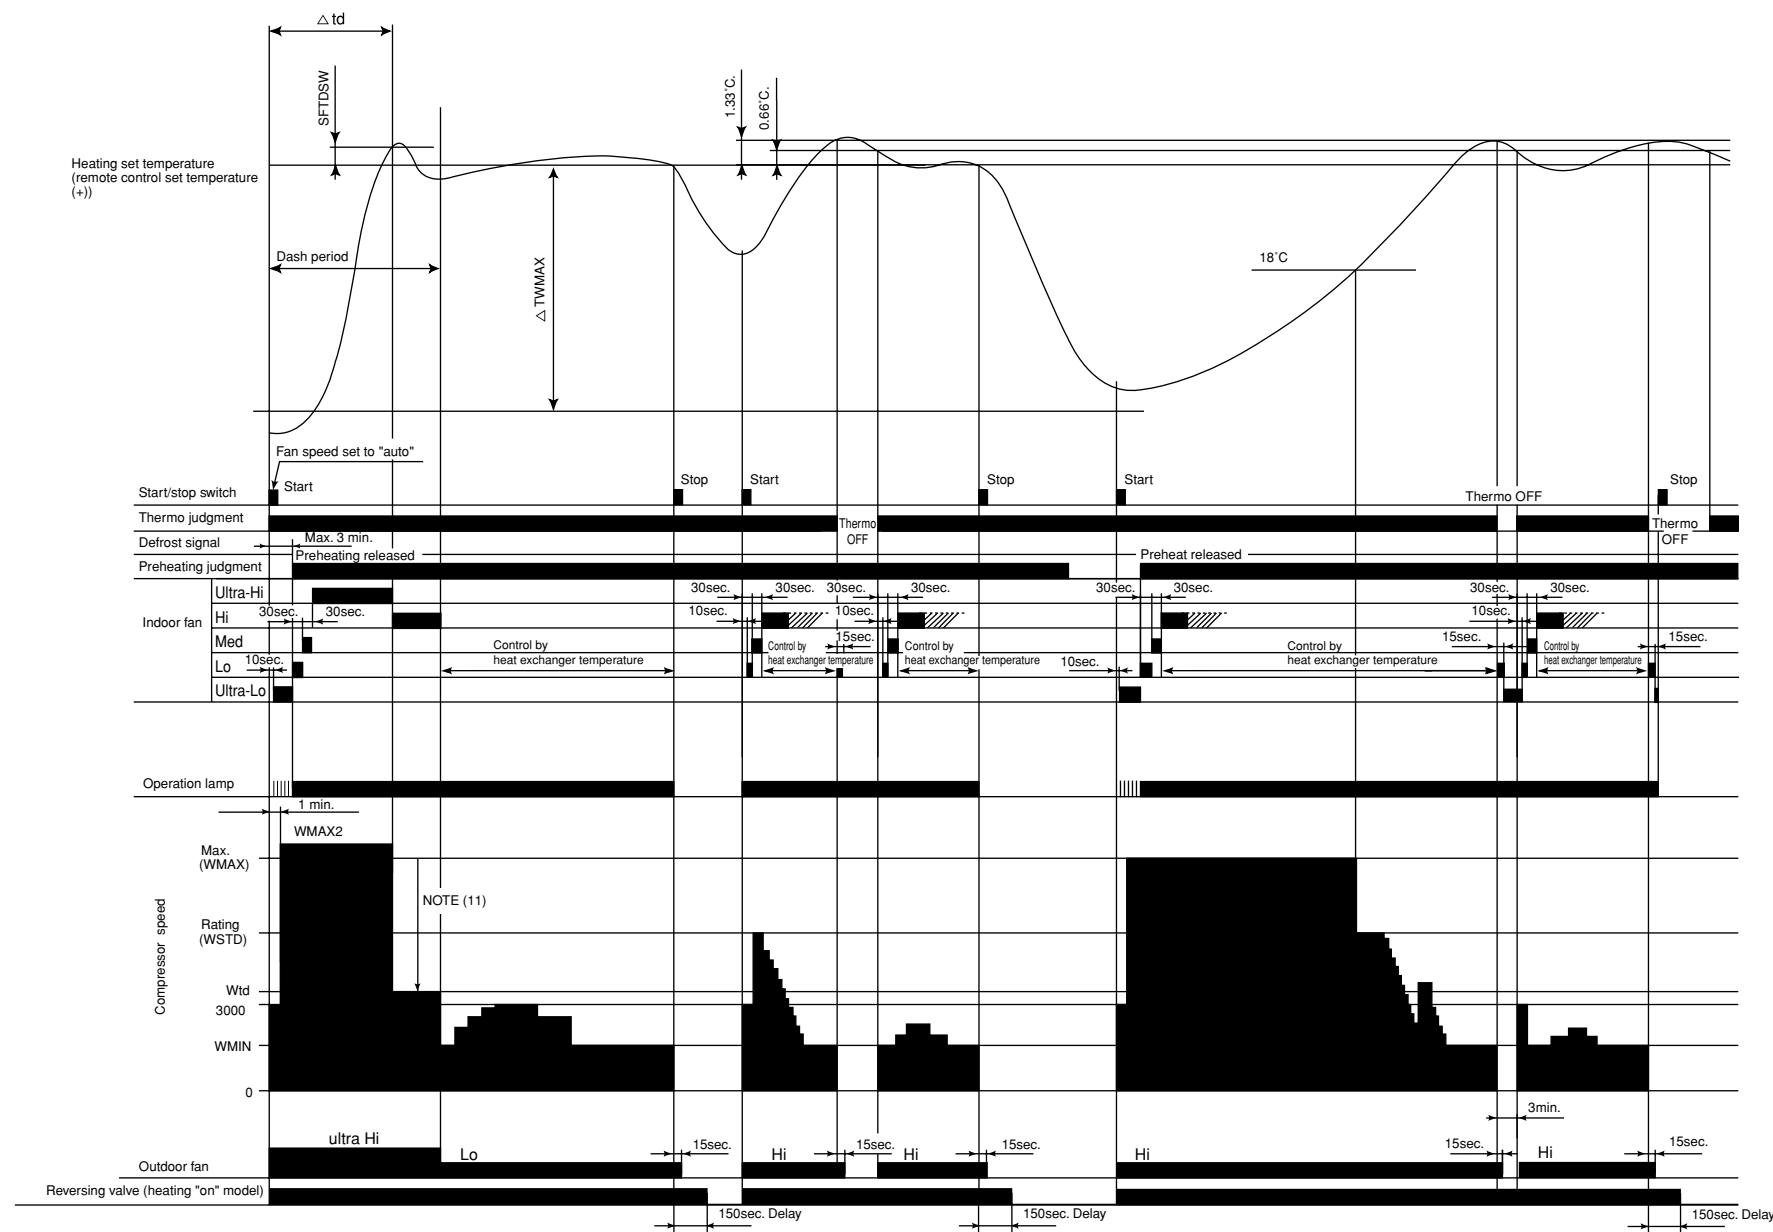 △ td
SFTDSW
1.33˚C.
0.66˚C.
Heating set temperature
(remote control set temperature
(+))
Dash period
△ TWMAX
18˚C
Fan speed set to "auto"
Start/stop switch
Start
Stop
Start
Stop
Start
Thermo OFF
Stop
Thermo judgment
Thermo
OFF
Thermo
OFF
Defrost signal
Max. 3 min.
Preheating judgment
Preheating released
Preheat released
Indoor fan
Ultra-Hi
30sec.
30sec.
30sec.
30sec.
30sec.
30sec.
30sec.
30sec.
Hi
30sec.
30sec.
10sec.
10sec.
10sec.
Med
Control by
heat exchanger temperature
Control by
heat exchanger temperature
15sec.
Control by
heat exchanger temperature
Control by
heat exchanger temperature
15sec.
Control by
heat exchanger temperature
15sec.
Lo
10sec.
10sec.
Ultra-Lo
Operation lamp
1 min.
WMAX2
Compressor speed
Max.
(WMAX)
NOTE (11)
Rating
(WSTD)
Wtd
3000
WMIN
0
3min.
Outdoor fan
ultra Hi
Lo
15sec.
Hi
15sec.
Hi
15sec.
Hi
15sec.
Hi
15sec.
Reversing valve (heating "on" model)
150sec. Delay
150sec. Delay
150sec. Delay